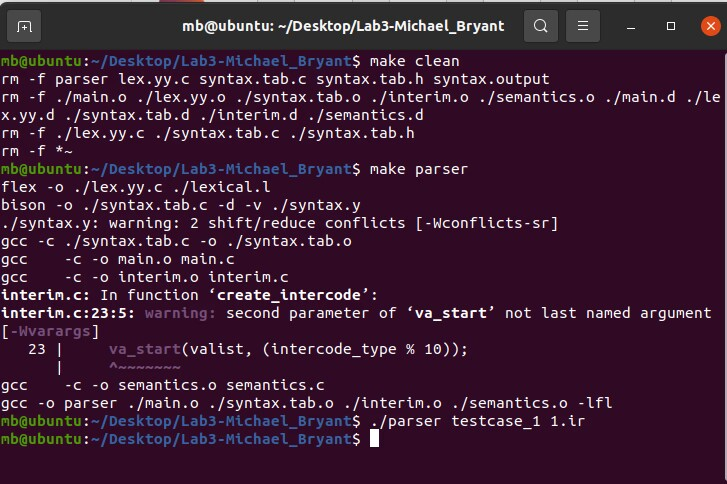 mb@ubuntu: ~/Desktop/Lab3-Michael_Bryant
mb@ubuntu:~/Desktop/Lab3-Michael_Bryant$ make clean
rm -f parser lex.yy.c syntax.tab.c syntax.tab.h syntax.output
rm -f ./main.o ./lex.yy.o ./syntax.tab.o ./interim.o ./semantics.o ./main.d ./le
x.yy.d ./syntax.tab.d ./interim.d ./semantics.d
rm -f ./lex.yy.c ./syntax.tab.c ./syntax.tab.h
rm -f *~
mb@ubuntu:~/Desktop/Lab3-Michael_Bryant$ make parser
flex -o ./lex.yy.c ./lexical.l
bison -o ./syntax.tab.c -d -v ./syntax.y
./syntax.y: warning: 2 shift/reduce conflicts [-Wconflicts-sr]
gcc -c ./syntax.tab.c -o ./syntax.tab.o
gcc    -c -o main.o main.c
gcc    -c -o interim.o interim.c
interim.c: In function ‘create_intercode’:
interim.c:23:5: warning: second parameter of ‘va_start’ not last named argument
[-Wvarargs]
   23 |     va_start(valist, (intercode_type % 10));
      |     ^~~~~~~~
gcc    -c -o semantics.o semantics.c
gcc -o parser ./main.o ./syntax.tab.o ./interim.o ./semantics.o -lfl
mb@ubuntu:~/Desktop/Lab3-Michael_Bryant$ ./parser testcase_1 1.ir
mb@ubuntu:~/Desktop/Lab3-Michael_Bryant$